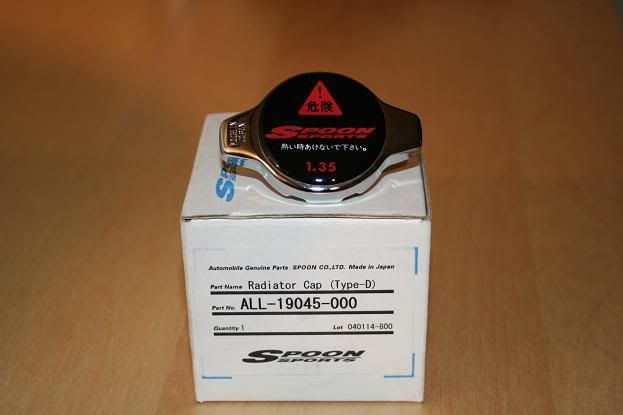 !
危険
SPOON
SPORTS
熱い時あけないで下さい。
1.35
SPOON
SPORTS
Automobile Genuine Parts SPOON CO.,LTD. Made in Japan
Part Name Radiator Cap (Type-D)
Part No. ALL-19045-000
Quantity 1 Lot 040114-800
SPOON
SPORTS